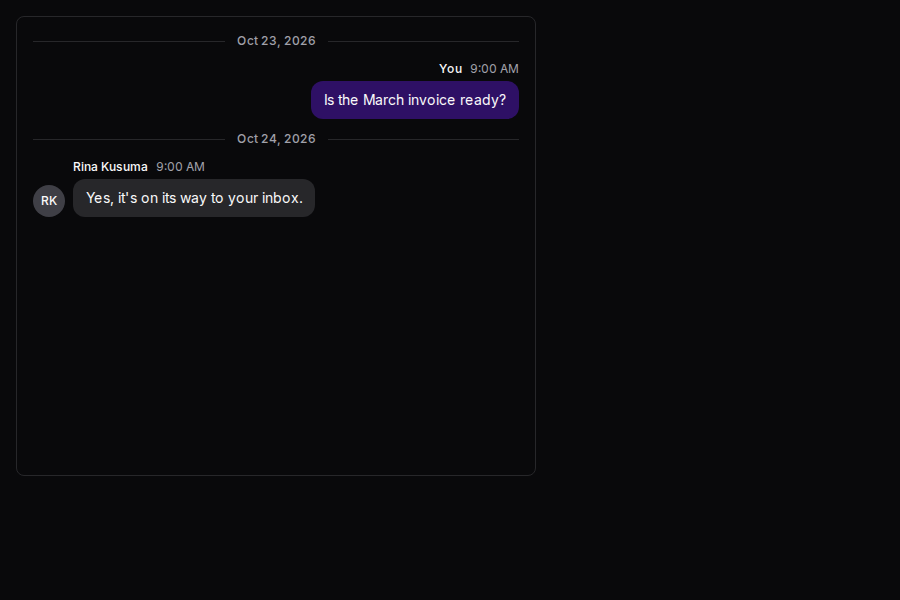 Oct 23, 2026
You 9:00 AM
Is the March invoice ready?
Oct 24, 2026
Rina Kusuma 9:00 AM
RK Yes, it's on its way to your inbox.